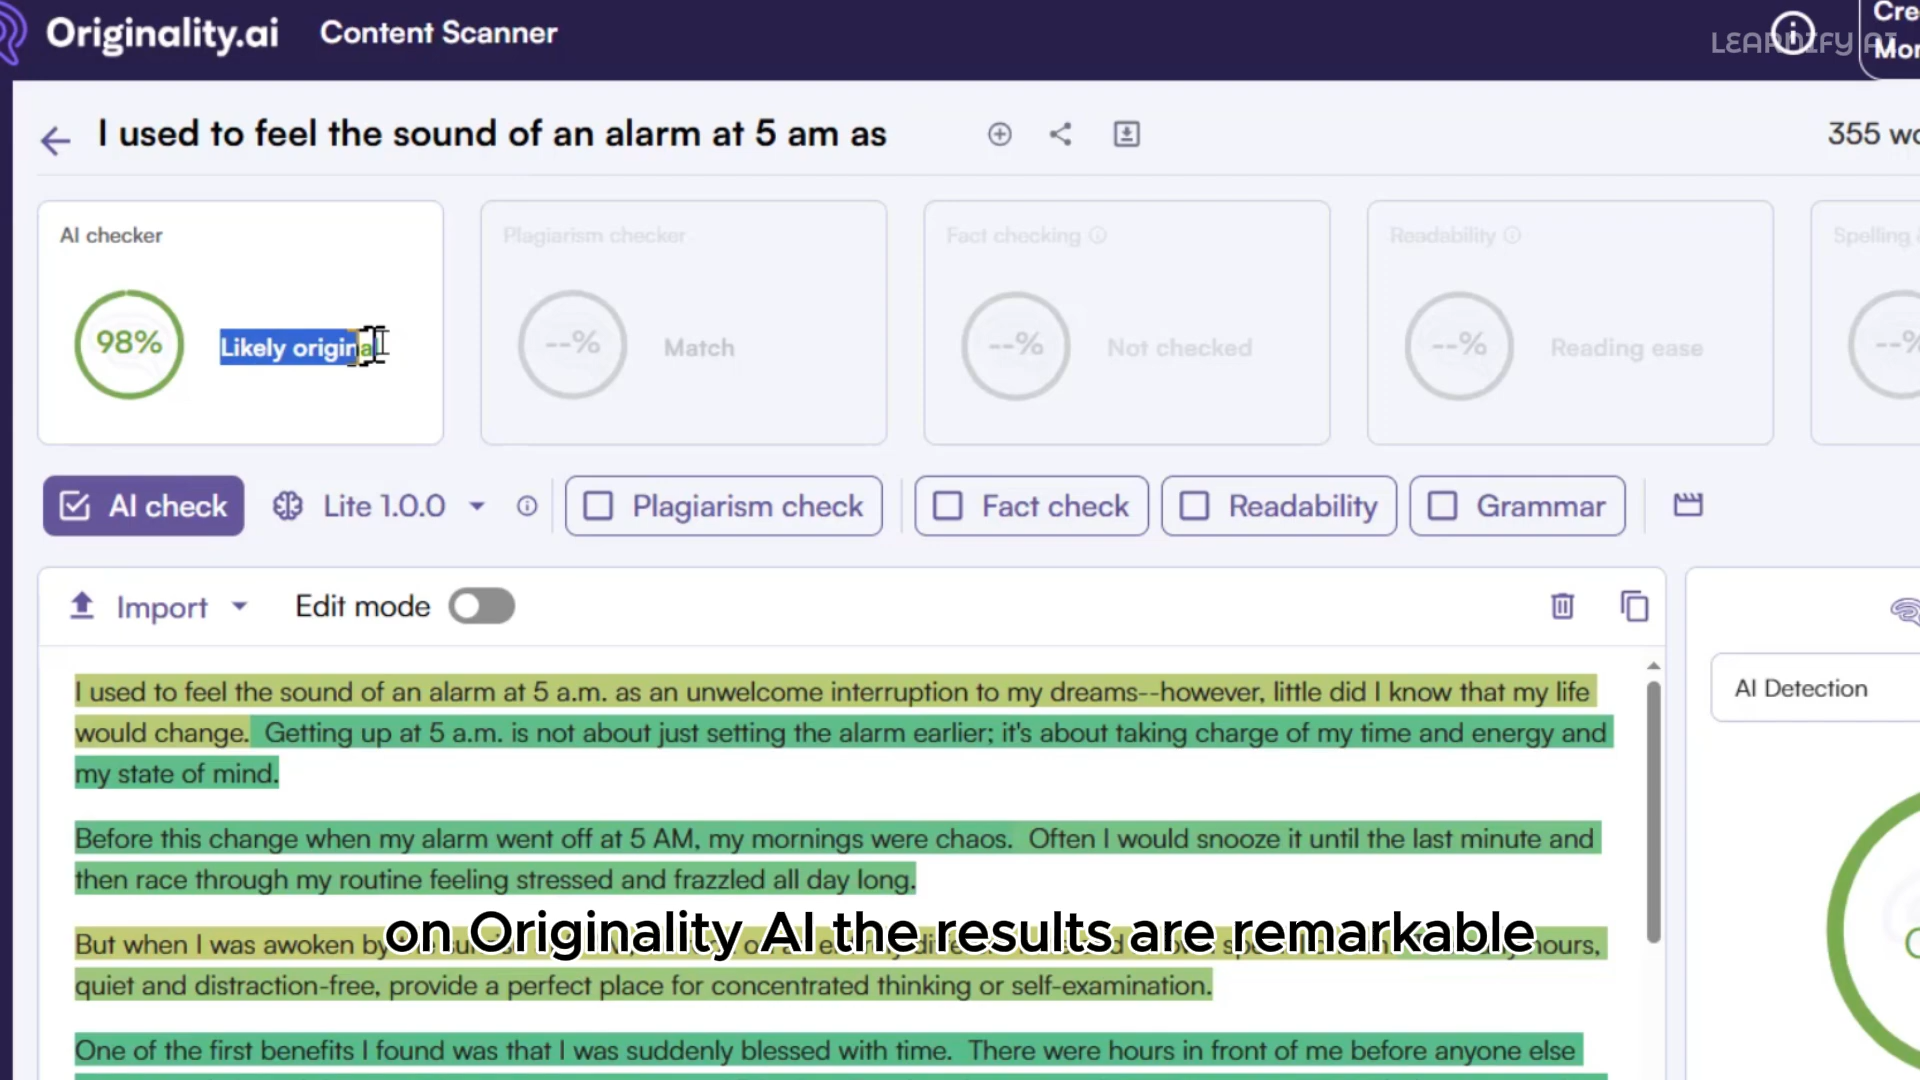 Originality.ai Content Scanner
LEARNIFY AI
Cre
Mor
I used to feel the sound of an alarm at 5 am as
355 wo
AI checker
98% Likely original
Plagiarism checker
--% Match
Fact checking
--% Not checked
Readability
--% Reading ease
Spelling
--%
AI check
Lite 1.0.0
Plagiarism check
Fact check
Readability
Grammar
Import
Edit mode
I used to feel the sound of an alarm at 5 a.m. as an unwelcome interruption to my dreams--however, little did I know that my life
would change. Getting up at 5 a.m. is not about just setting the alarm earlier; it's about taking charge of my time and energy and
my state of mind.
Before this change when my alarm went off at 5 AM, my mornings were chaos. Often I would snooze it until the last minute and
then race through my routine feeling stressed and frazzled all day long.
But when I was awoken by
hours,
quiet and distraction-free, provide a perfect place for concentrated thinking or self-examination.
One of the first benefits I found was that I was suddenly blessed with time. There were hours in front of me before anyone else
AI Detection
on Originality AI the results are remarkable